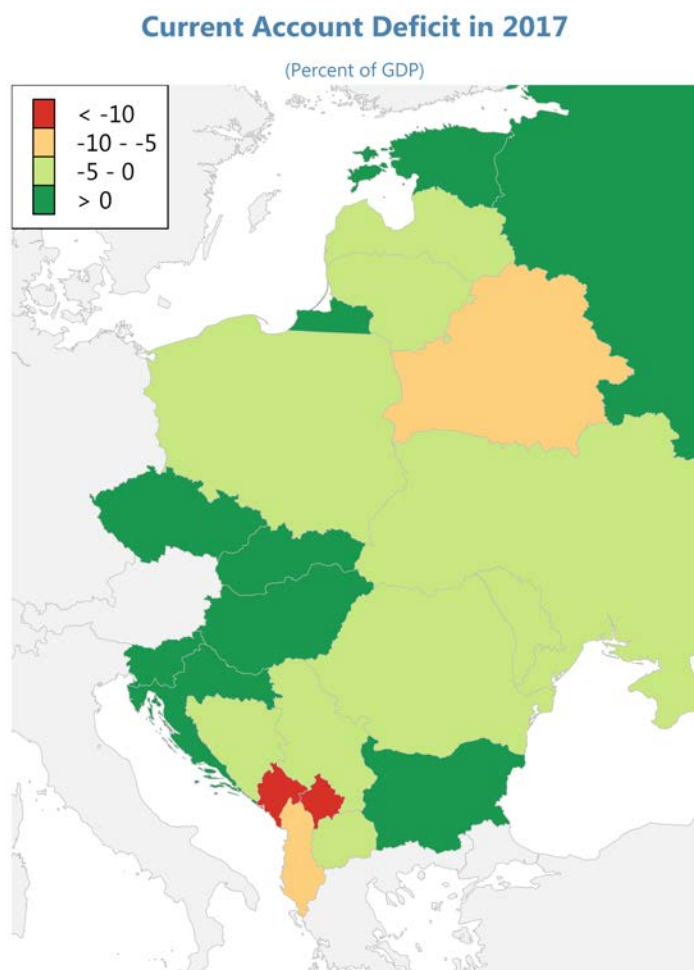 Current Account Deficit in 2017
(Percent of GDP)
< -10
-10 - -5
-5 - 0
> 0